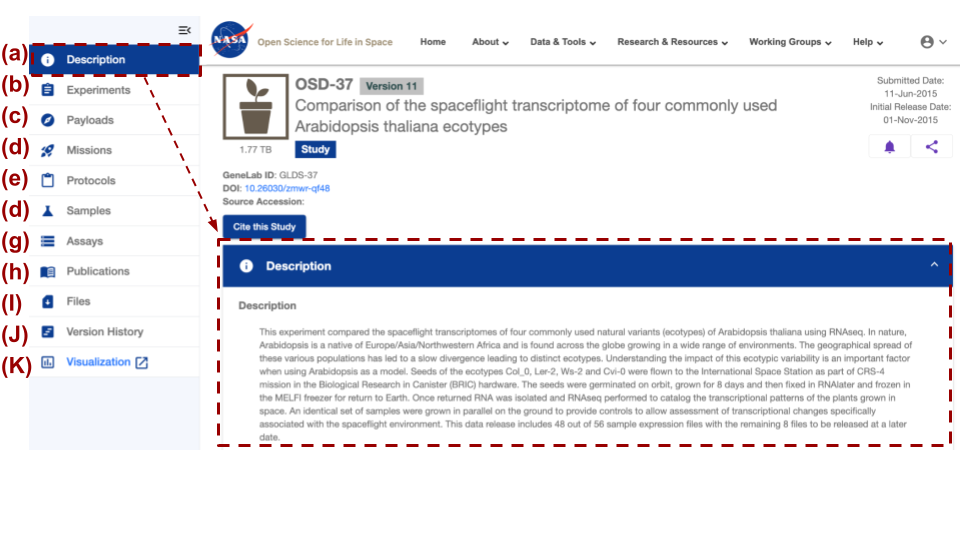 NASA
Open Science for Life in Space
Home
About
Data & Tools
Research & Resources
Working Groups
Help
(a)
Description
(b)
Experiments
(c)
Payloads
(d)
Missions
(e)
Protocols
(d)
Samples
(g)
Assays
(h)
Publications
(I)
Files
(J)
Version History
(K)
Visualization
OSD-37 Version 11
Comparison of the spaceflight transcriptome of four commonly used
Arabidopsis thaliana ecotypes
1.77 TB
Study
Submitted Date:
11-Jun-2015
Initial Release Date:
01-Nov-2015
GeneLab ID: GLDS-37
DOI: 10.26030/zmwr-qf48
Source Accession:
Cite this Study
Description
Description
This experiment compared the spaceflight transcriptomes of four commonly used natural variants (ecotypes) of Arabidopsis thaliana using RNAseq. In nature,
Arabidopsis is a native of Europe/Asia/Northwestern Africa and is found across the globe growing in a wide range of environments. The geographical spread of
these various populations has led to a slow divergence leading to distinct ecotypes. Understanding the impact of this ecotypic variability is an important factor
when using Arabidopsis as a model. Seeds of the ecotypes Col_0, Ler-2, Ws-2 and Cvi-0 were flown to the International Space Station as part of CRS-4
mission in the Biological Research in Canister (BRIC) hardware. The seeds were germinated on orbit, grown for 8 days and then fixed in RNAlater and frozen in
the MELFI freezer for return to Earth. Once returned RNA was isolated and RNAseq performed to catalog the transcriptional patterns of the plants grown in
space. An identical set of samples were grown in parallel on the ground to provide controls to allow assessment of transcriptional changes specifically
associated with the spaceflight environment. This data release includes 48 out of 56 sample expression files with the remaining 8 files to be released at a later
date.